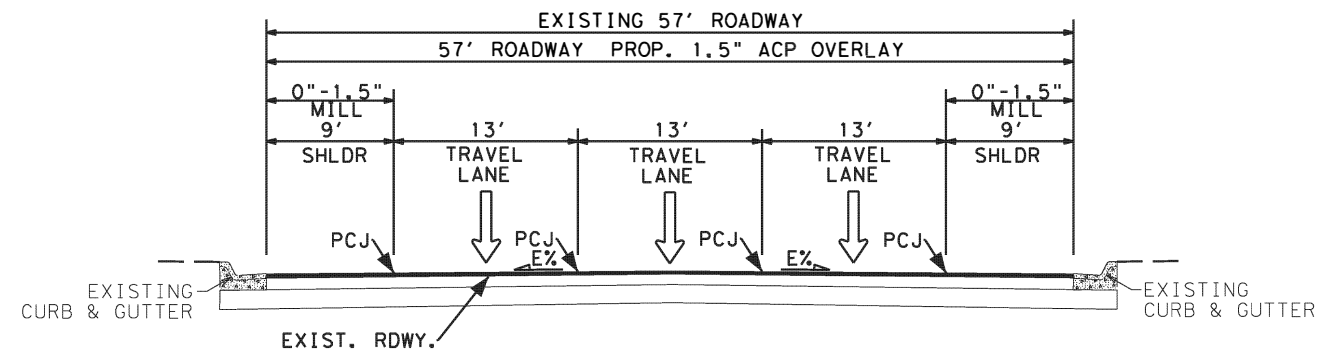 EXISTING 57' ROADWAY
57' ROADWAY PROP. 1.5" ACP OVERLAY
0"-1.5"
MILL
9'
SHLDR
13'
TRAVEL
LANE
13'
TRAVEL
LANE
13'
TRAVEL
LANE
0"-1.5"
MILL
9'
SHLDR
PCJ
PCJ
E%
PCJ
E%
PCJ
EXISTING
CURB & GUTTER
EXIST. RDWY.
EXISTING
CURB & GUTTER